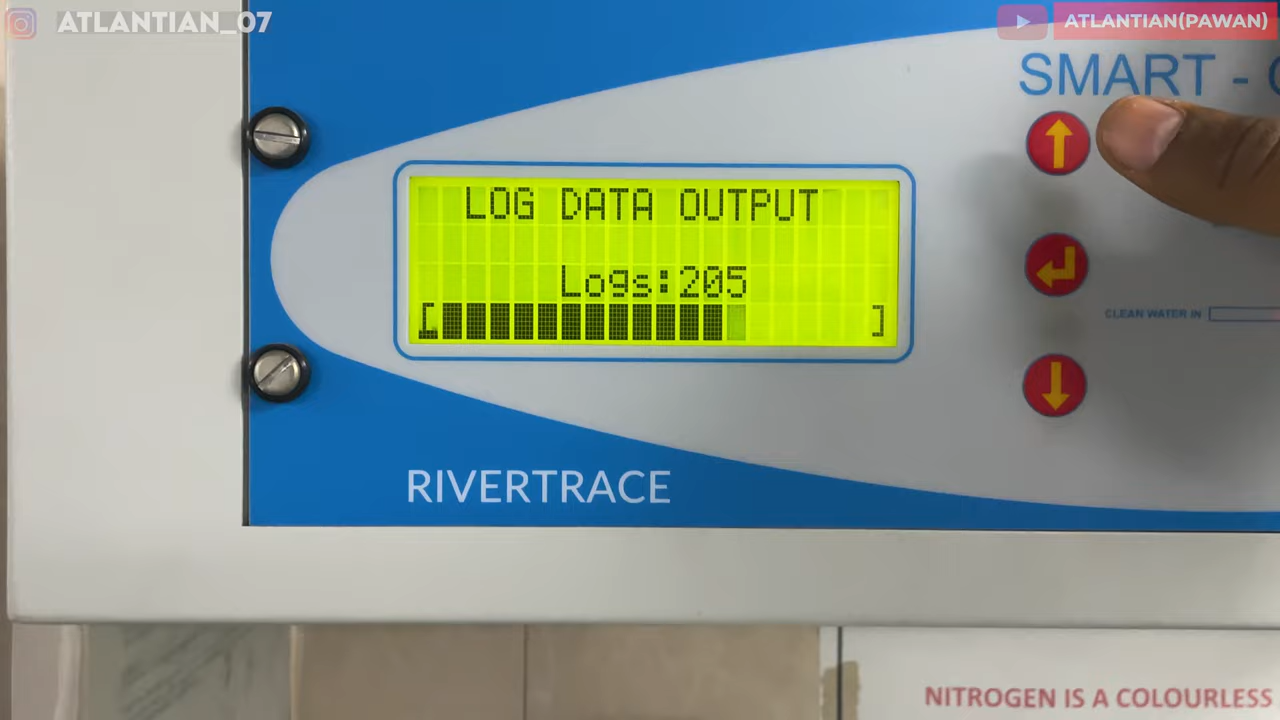 ATLANTIAN_07
ATLANTIAN(PAWAN)
SMART -
LOG DATA OUTPUT
Logs:205
[ ]
CLEAN WATER IN
RIVERTRACE
NITROGEN IS A COLOURLESS